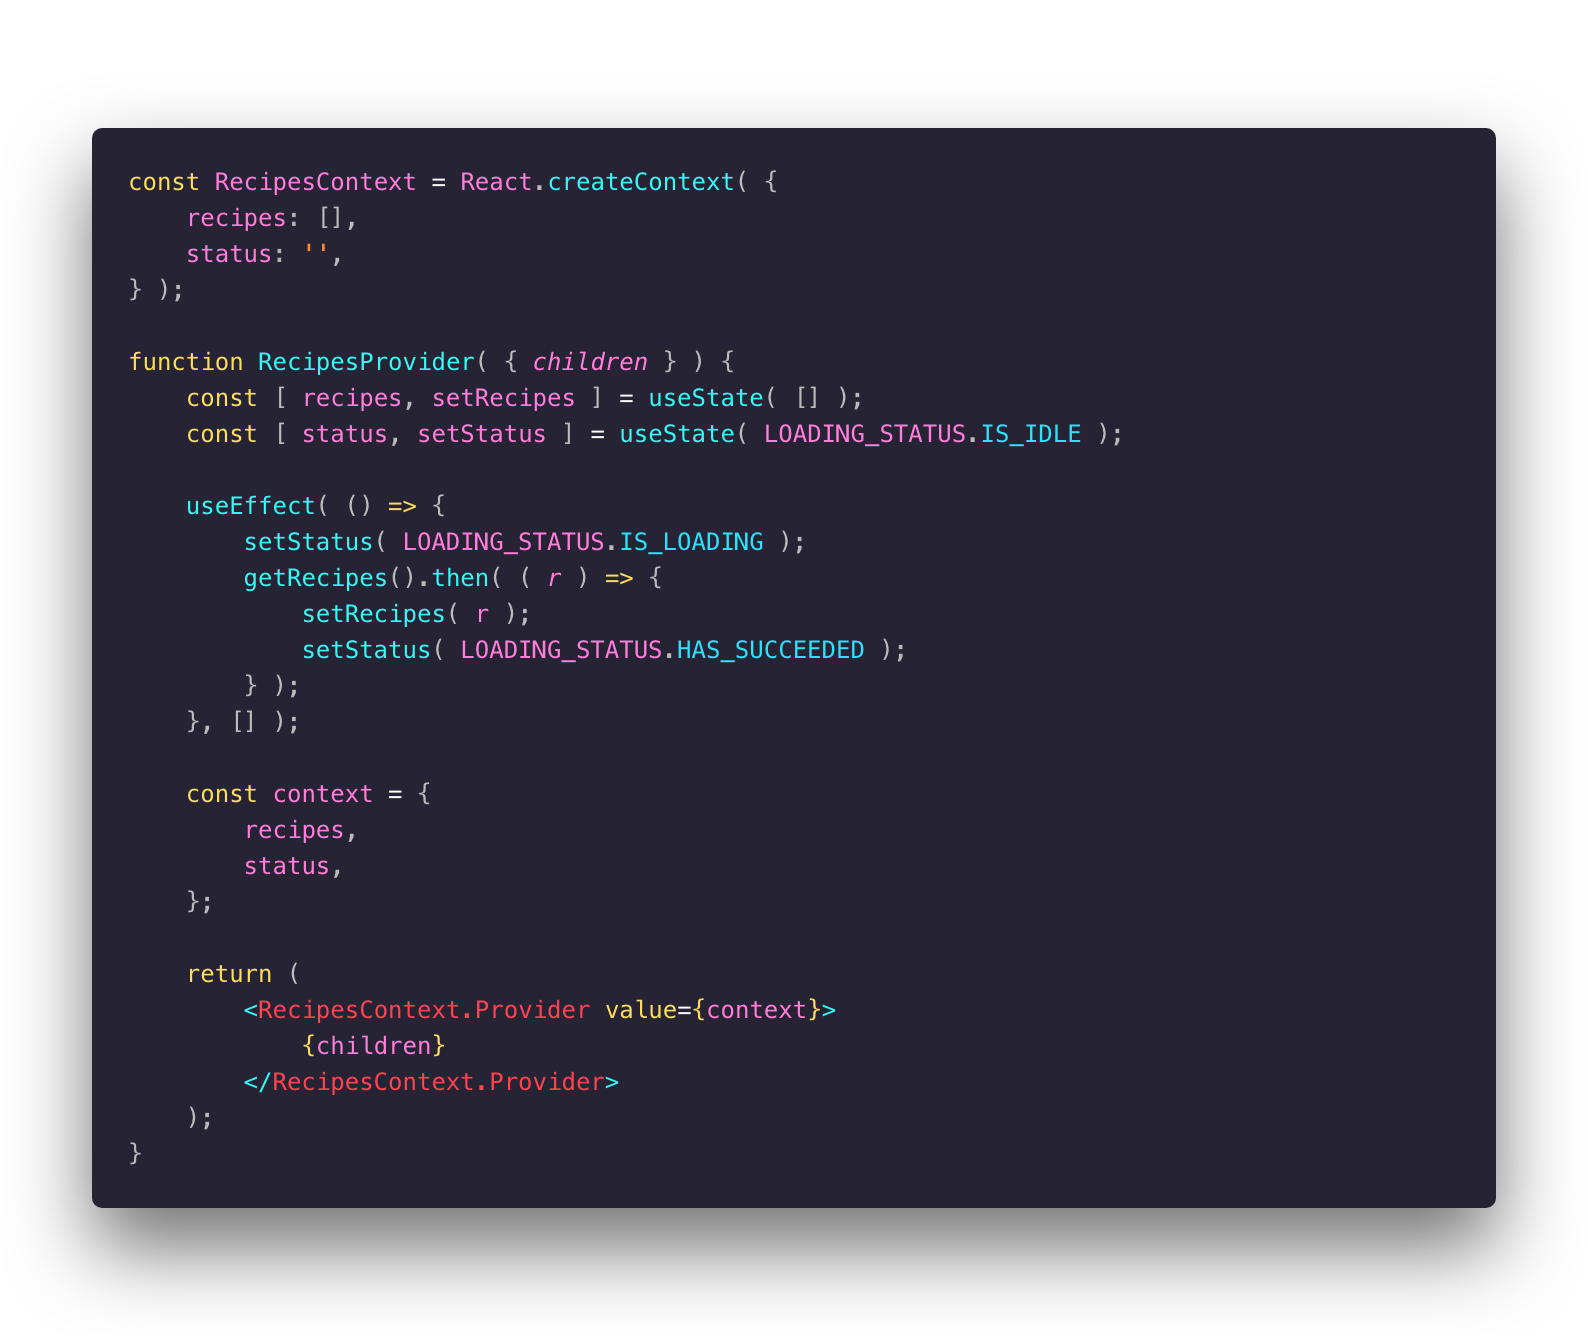 const RecipesContext = React.createContext( {
    recipes: [],
    status: '',
} );

function RecipesProvider( { children } ) {
    const [ recipes, setRecipes ] = useState( [] );
    const [ status, setStatus ] = useState( LOADING_STATUS.IS_IDLE );

    useEffect( () => {
        setStatus( LOADING_STATUS.IS_LOADING );
        getRecipes().then( ( r ) => {
            setRecipes( r );
            setStatus( LOADING_STATUS.HAS_SUCCEEDED );
        } );
    }, [] );

    const context = {
        recipes,
        status,
    };

    return (
        <RecipesContext.Provider value={context}>
            {children}
        </RecipesContext.Provider>
    );
}